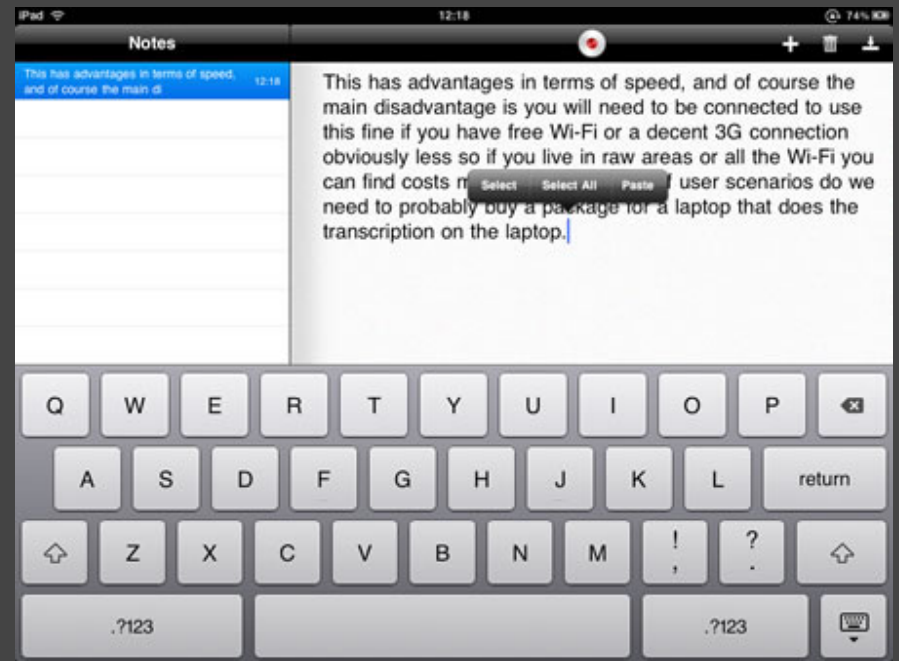 iPad 12:18 74%
Notes
This has advantages in terms of speed,
and of course the main di 12:18
This has advantages in terms of speed, and of course the
main disadvantage is you will need to be connected to use
this fine if you have free Wi-Fi or a decent 3G connection
obviously less so if you live in raw areas or all the Wi-Fi you
can find costs user scenarios do we
Select Select All Paste
need to probably buy a package for a laptop that does the
transcription on the laptop.
Q W E R T Y U I O P
A S D F G H J K L return
Z X C V B N M ! , ? .
.?123 .?123